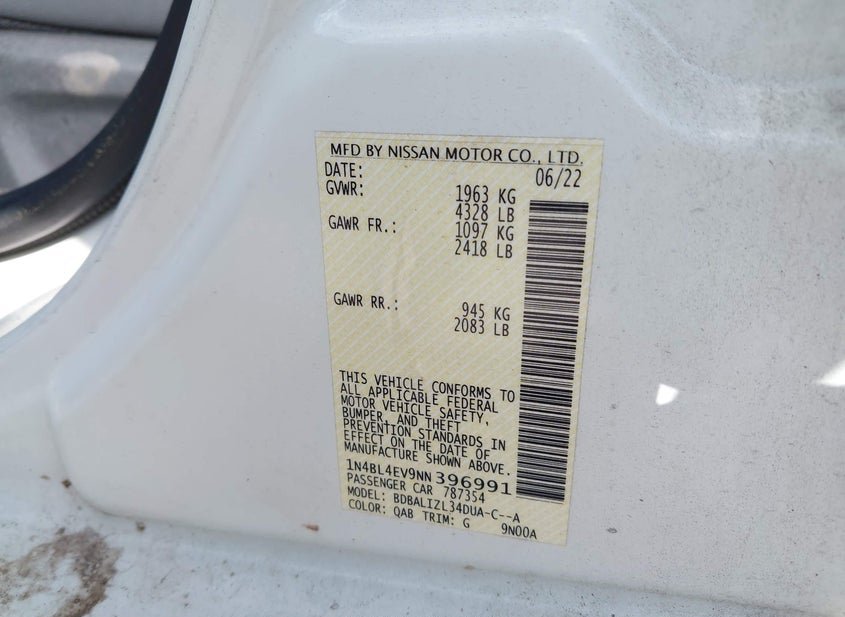 MFD BY NISSAN MOTOR CO., LTD.
DATE: 06/22
GVWR: 1963 KG
4328 LB
GAWR FR.: 1097 KG
2418 LB
GAWR RR.: 945 KG
2083 LB
THIS VEHICLE CONFORMS TO
ALL APPLICABLE FEDERAL
MOTOR VEHICLE SAFETY,
BUMPER, AND THEFT
PREVENTION STANDARDS IN
EFFECT ON THE DATE OF
MANUFACTURE SHOWN ABOVE.
1N4BL4EV9NN396991
PASSENGER CAR 787354
MODEL: BDBALIZL34DUA-C--A
COLOR: QAB TRIM: G 9N00A